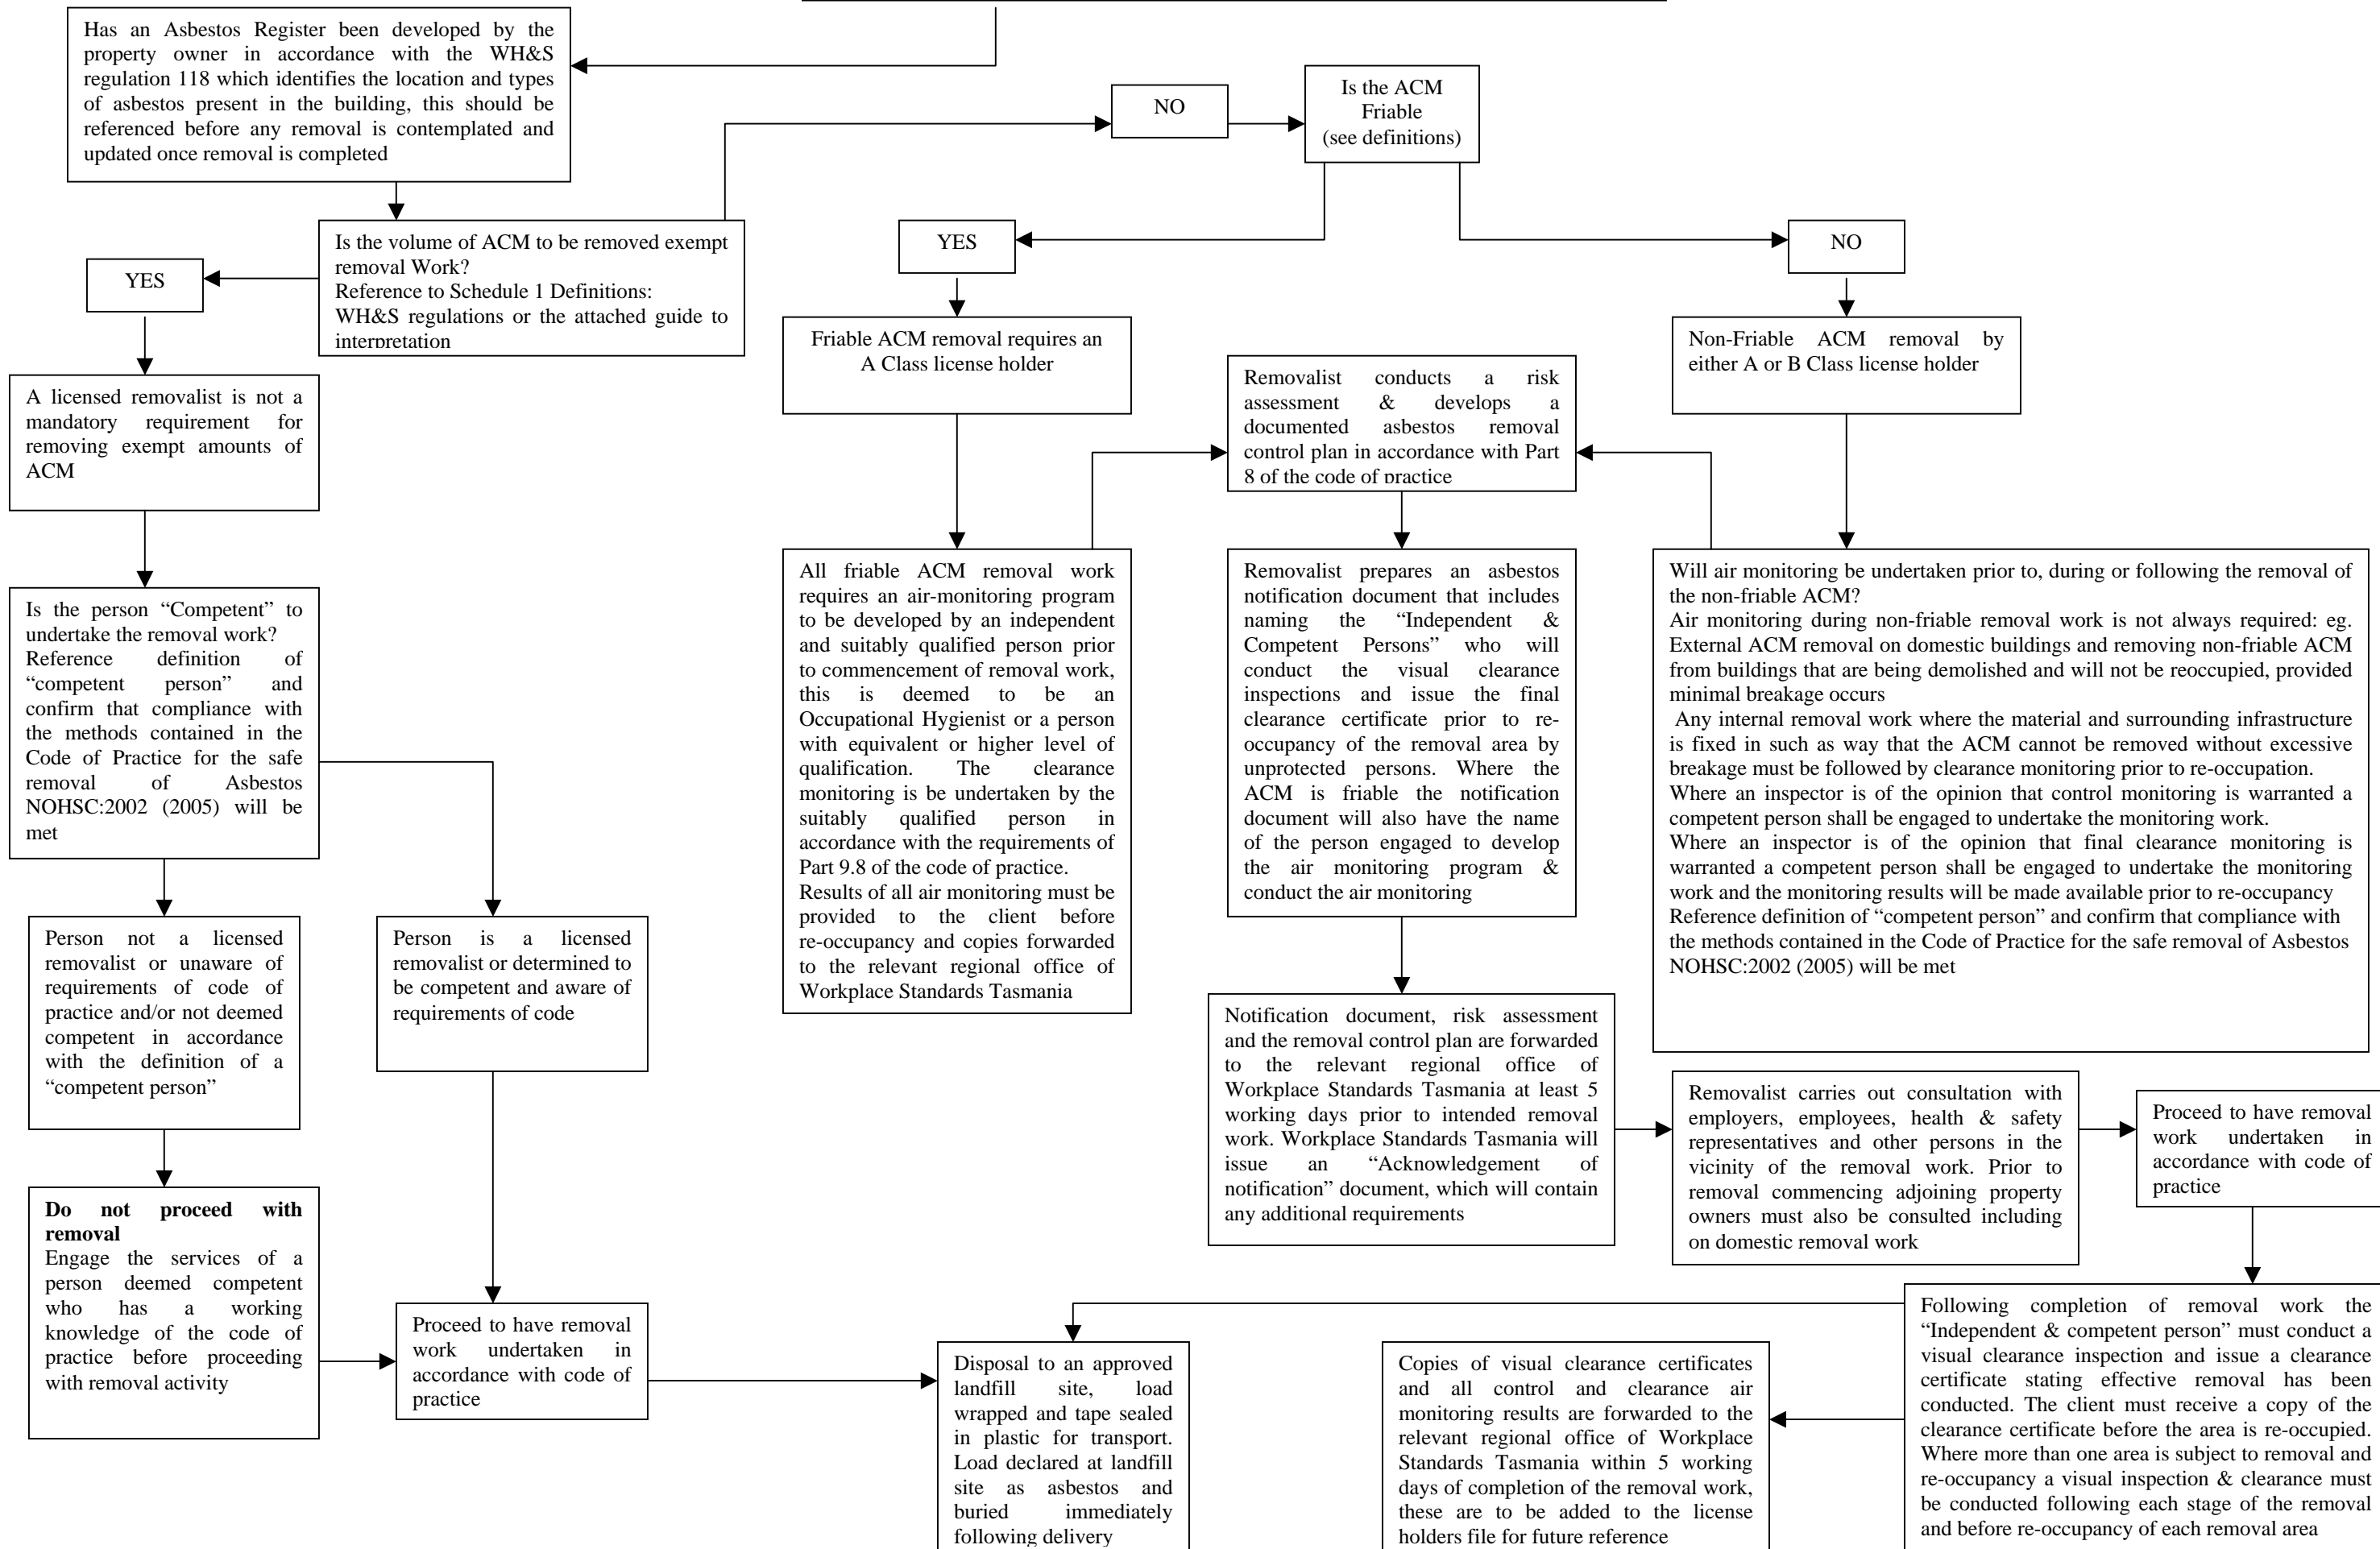 Has an Asbestos Register been developed by the
property owner in accordance with the WH&S
regulation 118 which identifies the location and types
of asbestos present in the building, this should be
referenced before any removal is contemplated and
updated once removal is completed
NO
Is the ACM
Friable
(see definitions)
Is the volume of ACM to be removed exempt
removal Work?
Reference to Schedule 1 Definitions:
WH&S regulations or the attached guide to
interpretation
YES
YES
NO
A licensed removalist is not a
mandatory requirement for
removing exempt amounts of
ACM
Friable ACM removal requires an
A Class license holder
Non-Friable ACM removal by
either A or B Class license holder
Removalist conducts a risk
assessment & develops a
documented asbestos removal
control plan in accordance with Part
8 of the code of practice
Is the person “Competent” to
undertake the removal work?
Reference definition of
“competent person” and
confirm that compliance with
the methods contained in the
Code of Practice for the safe
removal of Asbestos
NOHSC:2002 (2005) will be
met
All friable ACM removal work
requires an air-monitoring program
to be developed by an independent
and suitably qualified person prior
to commencement of removal work,
this is deemed to be an
Occupational Hygienist or a person
with equivalent or higher level of
qualification. The clearance
monitoring is be undertaken by the
suitably qualified person in
accordance with the requirements of
Part 9.8 of the code of practice.
Results of all air monitoring must be
provided to the client before
re-occupancy and copies forwarded
to the relevant regional office of
Workplace Standards Tasmania
Removalist prepares an asbestos
notification document that includes
naming the “Independent &
Competent Persons” who will
conduct the visual clearance
inspections and issue the final
clearance certificate prior to re-
occupancy of the removal area by
unprotected persons. Where the
ACM is friable the notification
document will also have the name
of the person engaged to develop
the air monitoring program &
conduct the air monitoring
Will air monitoring be undertaken prior to, during or following the removal of
the non-friable ACM?
Air monitoring during non-friable removal work is not always required: eg.
External ACM removal on domestic buildings and removing non-friable ACM
from buildings that are being demolished and will not be reoccupied, provided
minimal breakage occurs
Any internal removal work where the material and surrounding infrastructure
is fixed in such as way that the ACM cannot be removed without excessive
breakage must be followed by clearance monitoring prior to re-occupation.
Where an inspector is of the opinion that control monitoring is warranted a
competent person shall be engaged to undertake the monitoring work.
Where an inspector is of the opinion that final clearance monitoring is
warranted a competent person shall be engaged to undertake the monitoring
work and the monitoring results will be made available prior to re-occupancy
Reference definition of “competent person” and confirm that compliance with
the methods contained in the Code of Practice for the safe removal of Asbestos
NOHSC:2002 (2005) will be met
Person not a licensed
removalist or unaware of
requirements of code of
practice and/or not deemed
competent in accordance
with the definition of a
“competent person”
Person is a licensed
removalist or determined to
be competent and aware of
requirements of code
Notification document, risk assessment
and the removal control plan are forwarded
to the relevant regional office of
Workplace Standards Tasmania at least 5
working days prior to intended removal
work. Workplace Standards Tasmania will
issue an “Acknowledgement of
notification” document, which will contain
any additional requirements
Removalist carries out consultation with
employers, employees, health & safety
representatives and other persons in the
vicinity of the removal work. Prior to
removal commencing adjoining property
owners must also be consulted including
on domestic removal work
Proceed to have removal
work undertaken in
accordance with code of
practice
Do not proceed with
removal
Engage the services of a
person deemed competent
who has a working
knowledge of the code of
practice before proceeding
with removal activity
Proceed to have removal
work undertaken in
accordance with code of
practice
Disposal to an approved
landfill site, load
wrapped and tape sealed
in plastic for transport.
Load declared at landfill
site as asbestos and
buried immediately
following delivery
Copies of visual clearance certificates
and all control and clearance air
monitoring results are forwarded to the
relevant regional office of Workplace
Standards Tasmania within 5 working
days of completion of the removal work,
these are to be added to the license
holders file for future reference
Following completion of removal work the
“Independent & competent person” must conduct a
visual clearance inspection and issue a clearance
certificate stating effective removal has been
conducted. The client must receive a copy of the
clearance certificate before the area is re-occupied.
Where more than one area is subject to removal and
re-occupancy a visual inspection & clearance must
be conducted following each stage of the removal
and before re-occupancy of each removal area